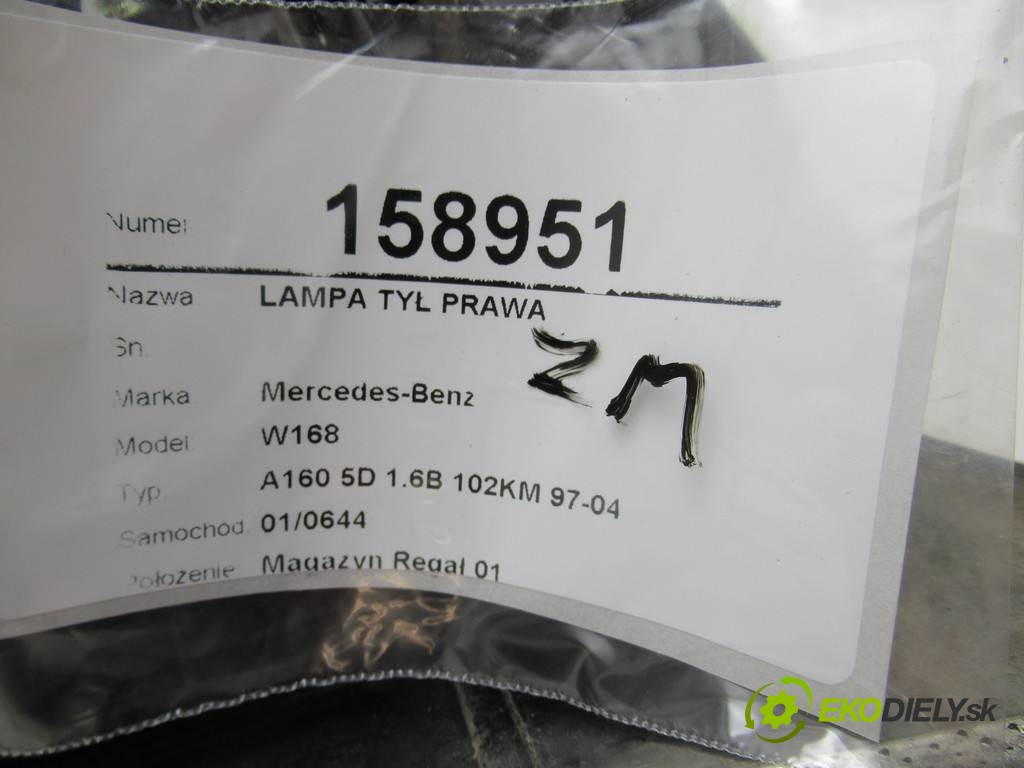 Numer 158951
Nazwa LAMPA TYŁ PRAWA
Sn.
ZM
Marka Mercedes-Benz
Model W168
Typ. A160 5D 1.6B 102KM 97-04
Samochod. 01/0644
Położenie Magazyn Regał 01
EKODIELY.sk